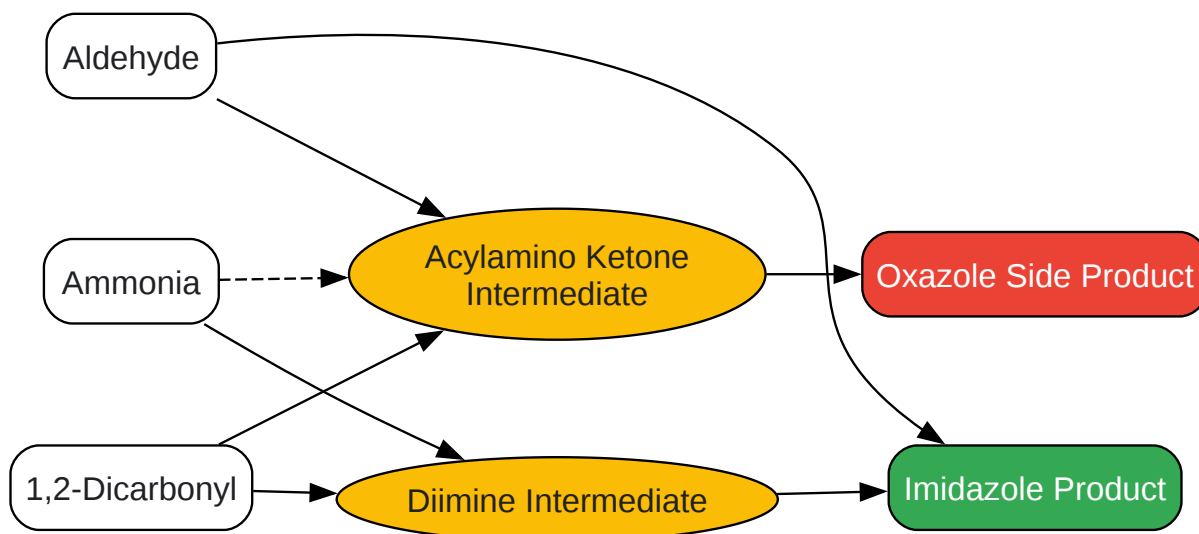 Aldehyde
Acylamino Ketone
Intermediate
Ammonia
Oxazole Side Product
1,2-Dicarbonyl
Diimine Intermediate
Imidazole Product